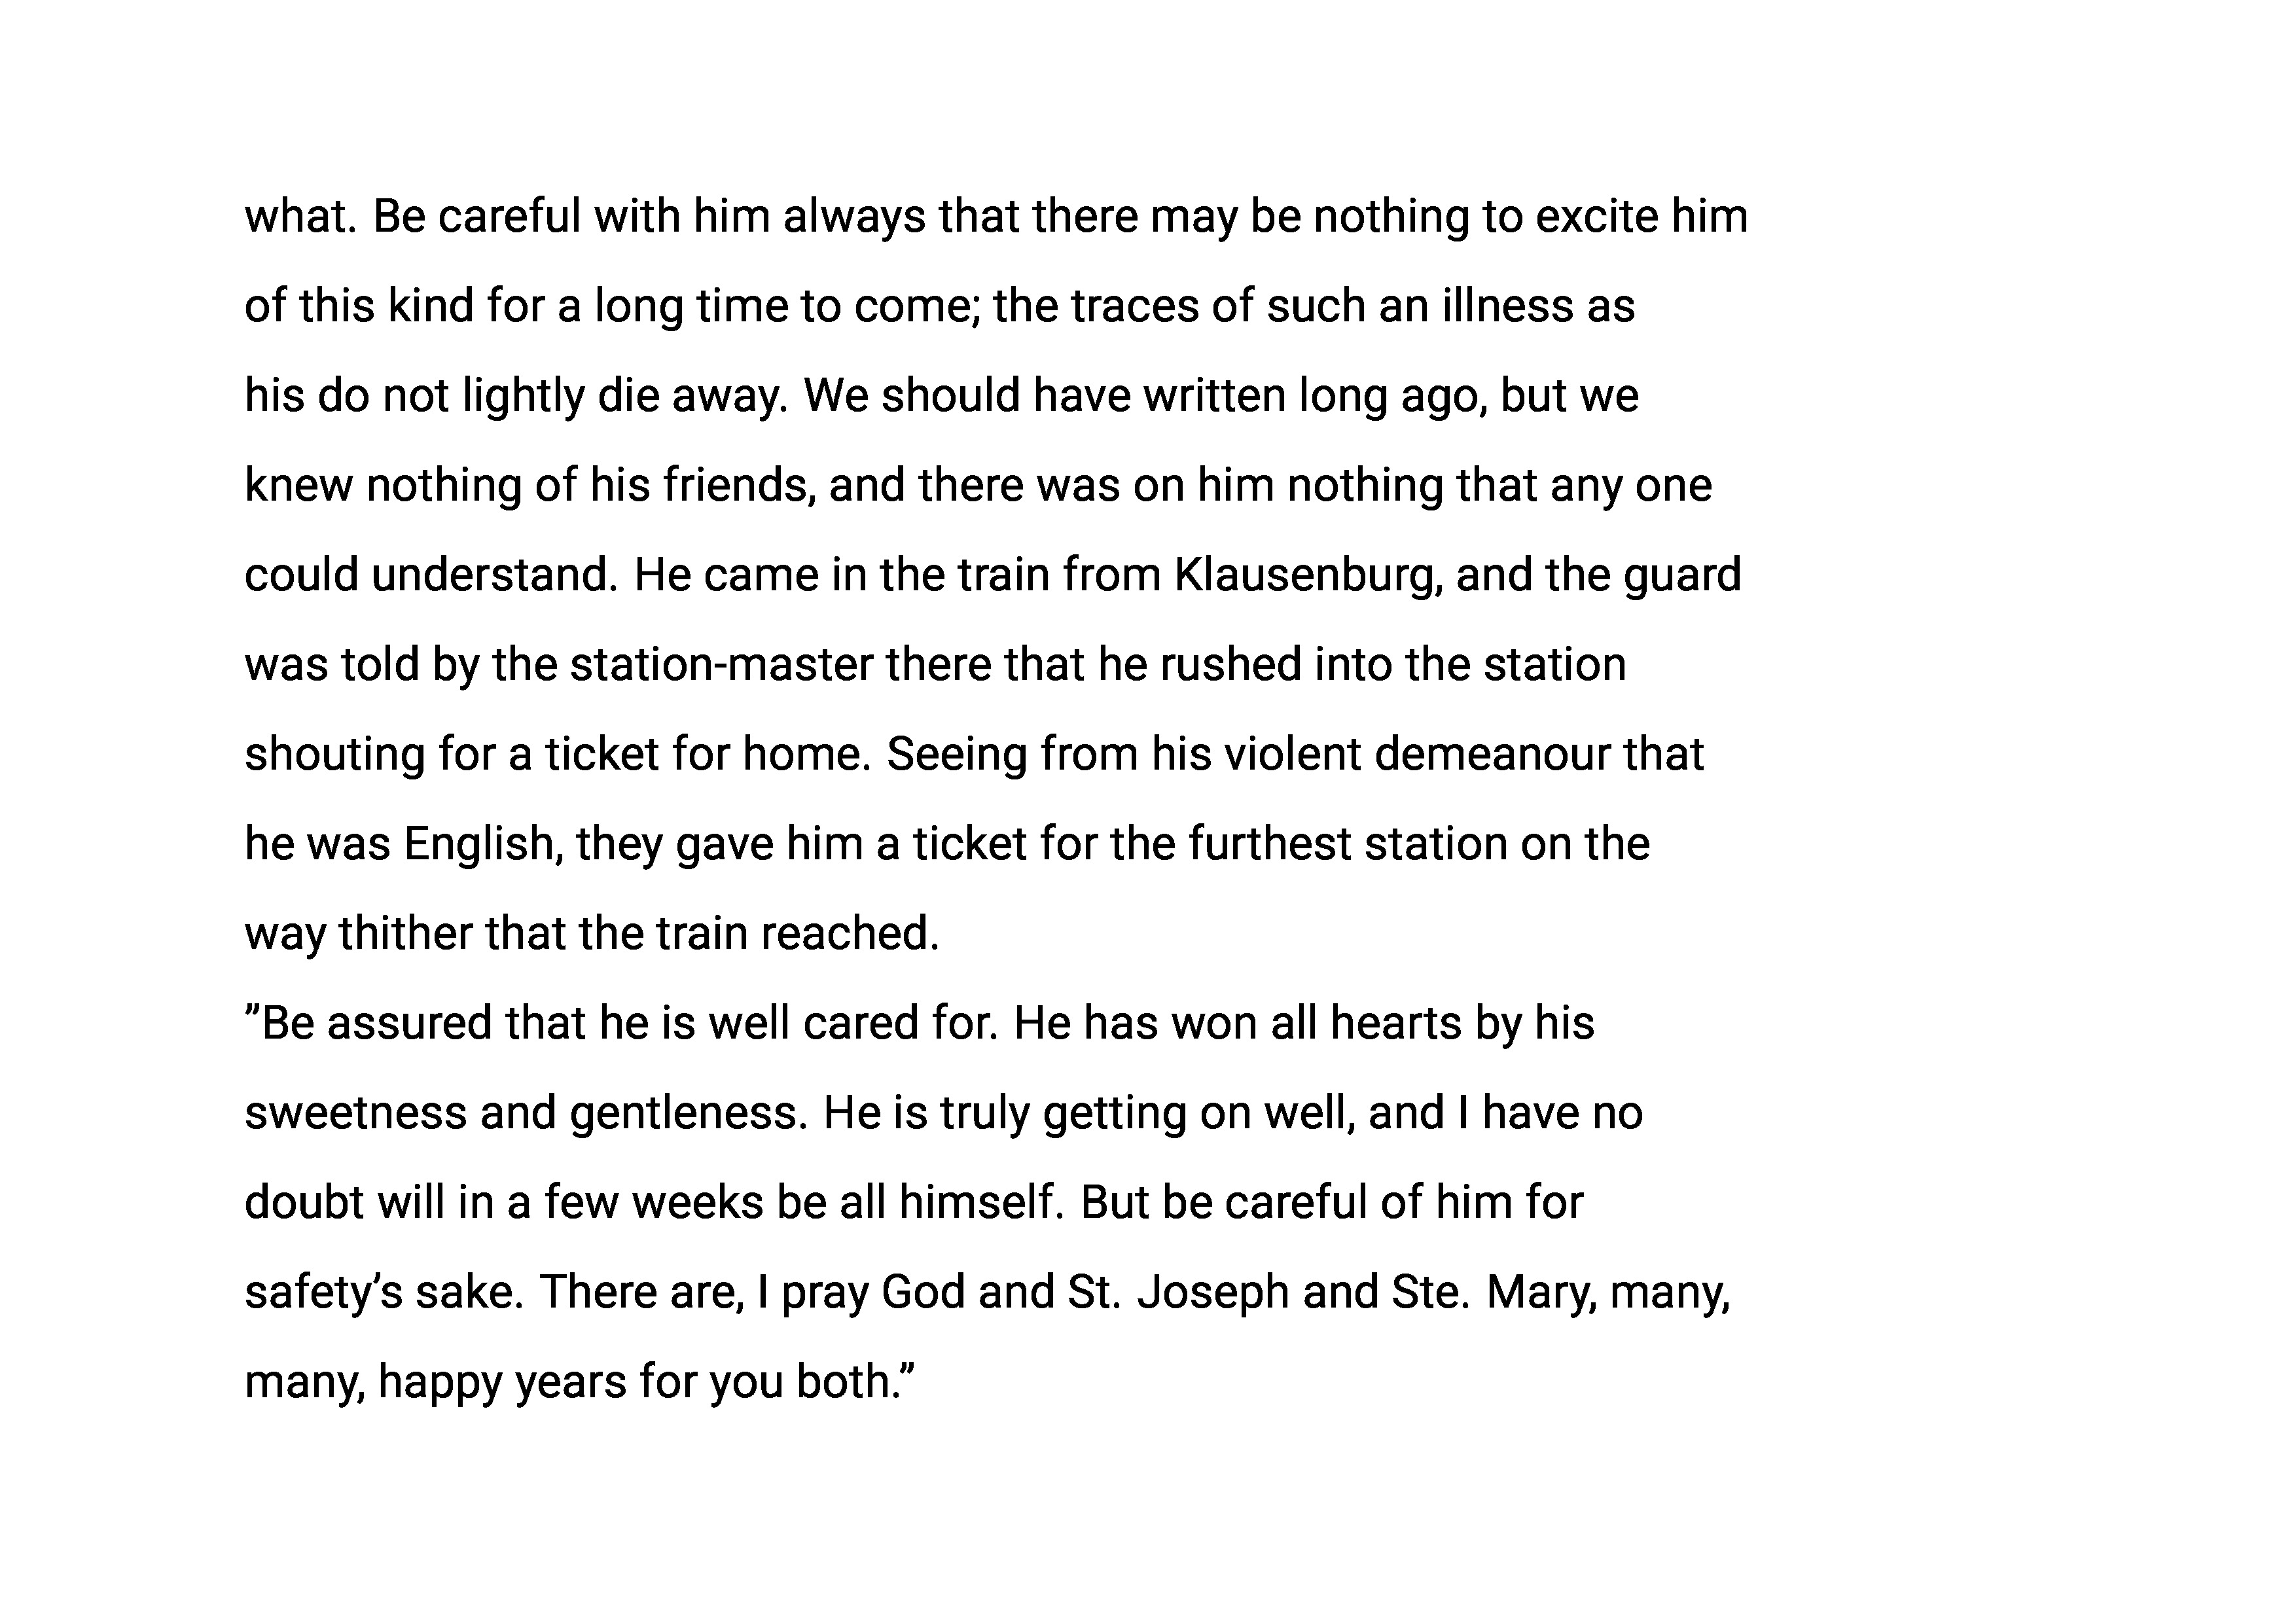 what. Be careful with him always that there may be nothing to excite him
of this kind for a long time to come; the traces of such an illness as
his do not lightly die away. We should have written long ago, but we
knew nothing of his friends, and there was on him nothing that any one
could understand. He came in the train from Klausenburg, and the guard
was told by the station-master there that he rushed into the station
shouting for a ticket for home. Seeing from his violent demeanour that
he was English, they gave him a ticket for the furthest station on the
way thither that the train reached.
”Be assured that he is well cared for. He has won all hearts by his
sweetness and gentleness. He is truly getting on well, and I have no
doubt will in a few weeks be all himself. But be careful of him for
safety’s sake. There are, I pray God and St. Joseph and Ste. Mary, many,
many, happy years for you both.”